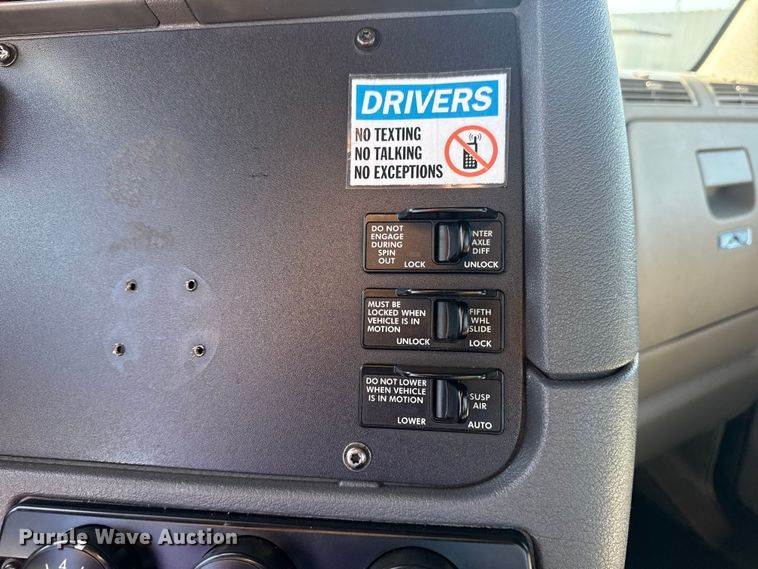 DRIVERS
NO TEXTING
NO TALKING
NO EXCEPTIONS
DO NOT
ENGAGE
DURING
SPIN
OUT
LOCK
INTER
AXLE
DIFF
UNLOCK
MUST BE
LOCKED WHEN
VEHICLE IS IN
MOTION
UNLOCK
FIFTH
WHL
SLIDE
LOCK
DO NOT LOWER
WHEN VEHICLE
IS IN MOTION
LOWER
SUSP
AIR
AUTO
4
Purple Wave Auction